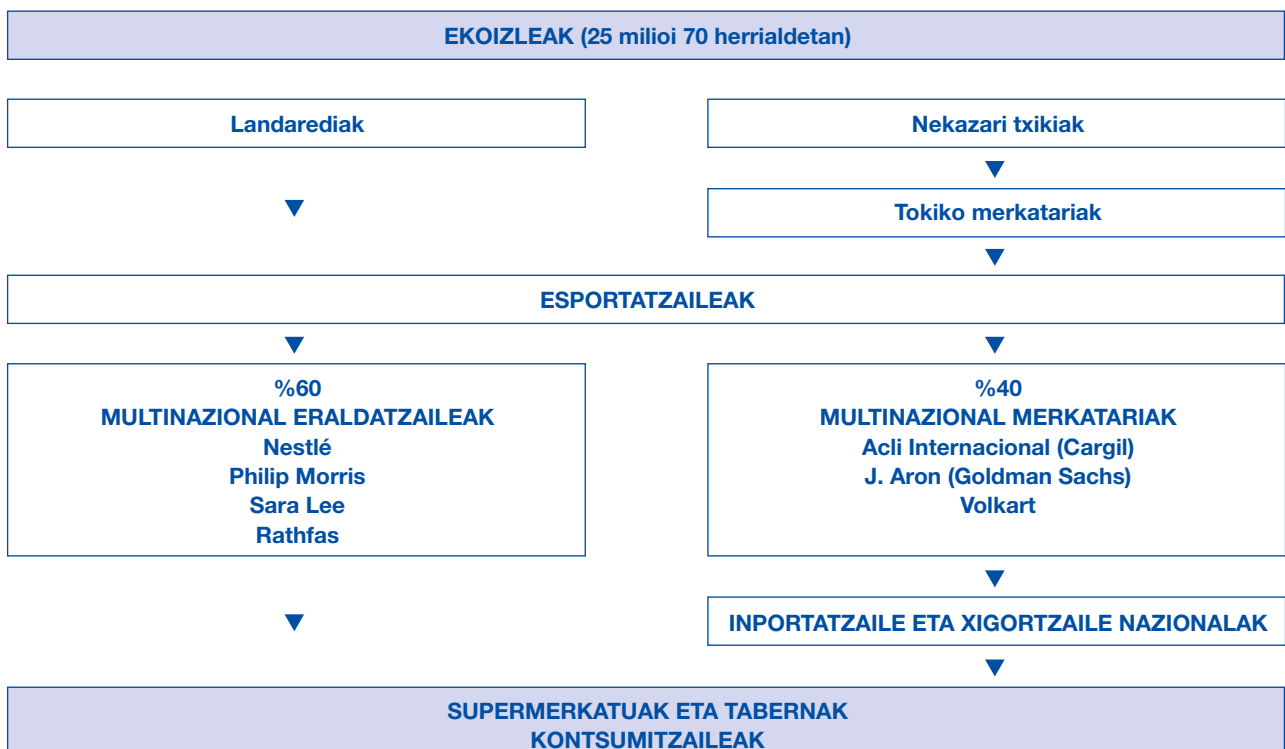 EKOIZLEAK (25 milioi 70 herrialdetan)
Landarediak
Nekazari txikiak
Tokiko merkatariak
ESPORTATZAILEAK
%60
MULTINAZIONAL ERALDATZAILEAK
Nestlé
Philip Morris
Sara Lee
Rathfas
%40
MULTINAZIONAL MERKATARIAK
Acli Internacional (Cargil)
J. Aron (Goldman Sachs)
Volkart
INPORTATZAILE ETA XIGORTZAILE NAZIONALAK
SUPERMERKATUAK ETA TABERNAK
KONTSUMITZAILEAK